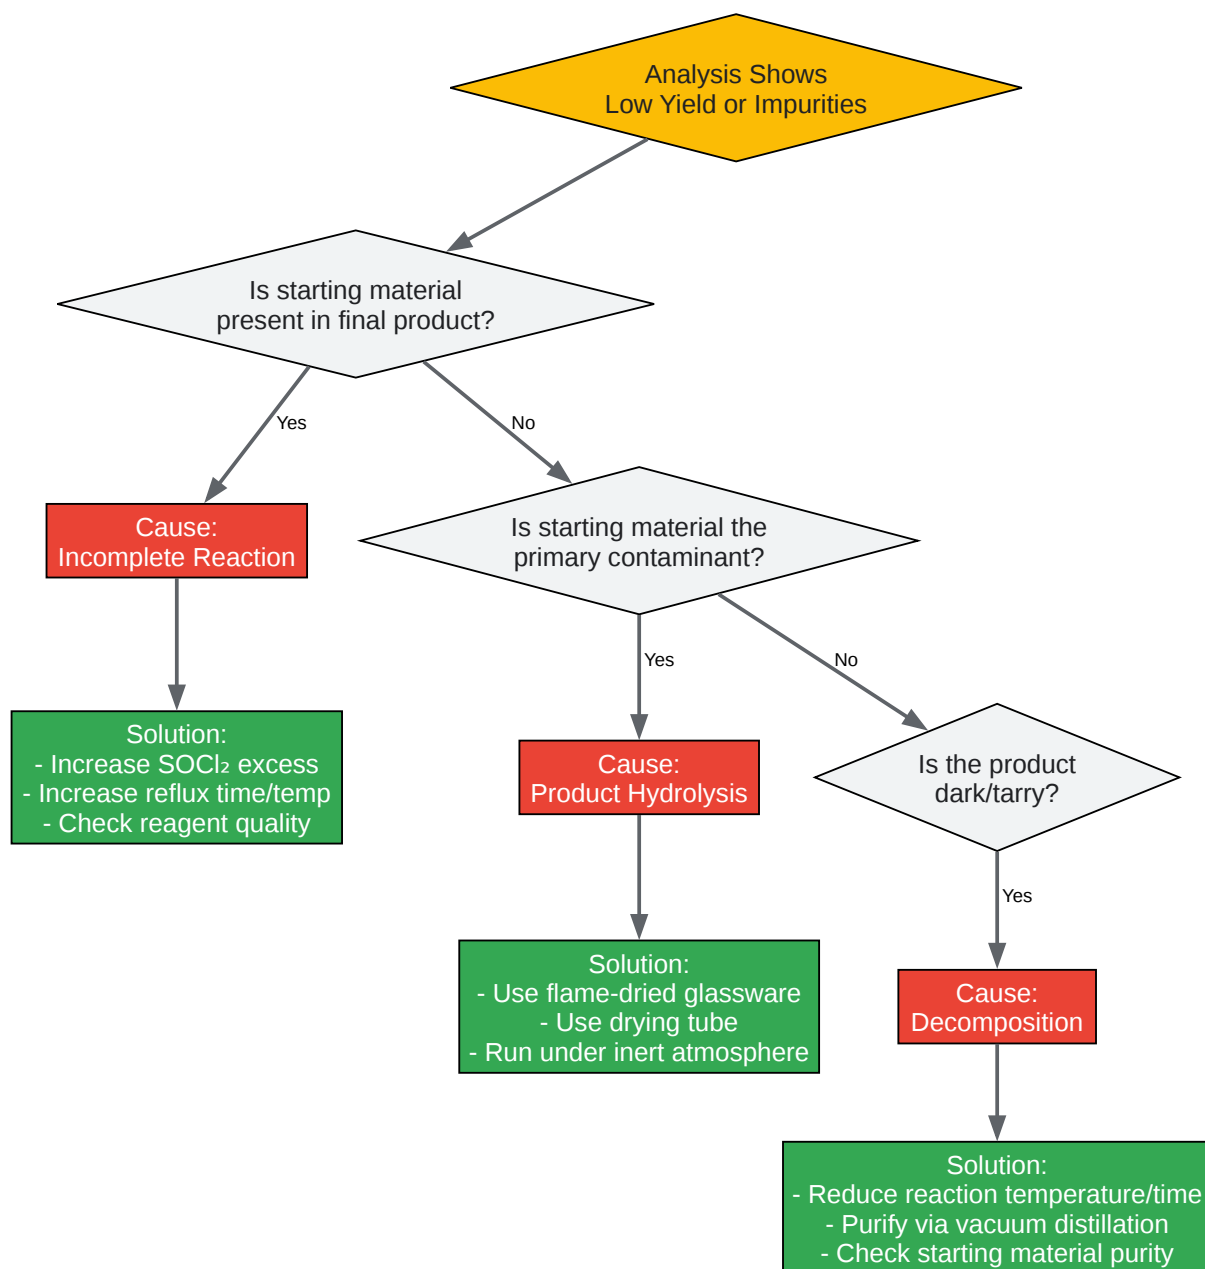 Analysis Shows
Low Yield or Impurities
Is starting material
present in final product?
Yes
No
Cause:
Incomplete Reaction
Is starting material the
primary contaminant?
Yes
No
Solution:
- Increase SOCl₂ excess
- Increase reflux time/temp
- Check reagent quality
Cause:
Product Hydrolysis
Is the product
dark/tarry?
Yes
Solution:
- Use flame-dried glassware
- Use drying tube
- Run under inert atmosphere
Cause:
Decomposition
Solution:
- Reduce reaction temperature/time
- Purify via vacuum distillation
- Check starting material purity